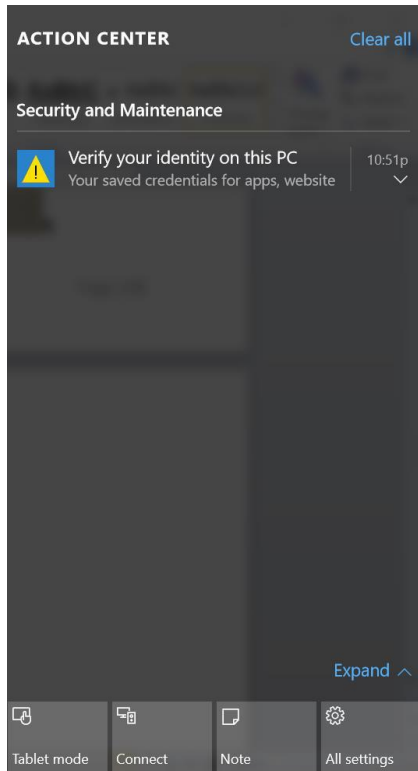 ACTION CENTER
Clear all
Security and Maintenance
Verify your identity on this PC
10:51p
Your saved credentials for apps, website
Expand
Tablet mode
Connect
Note
All settings